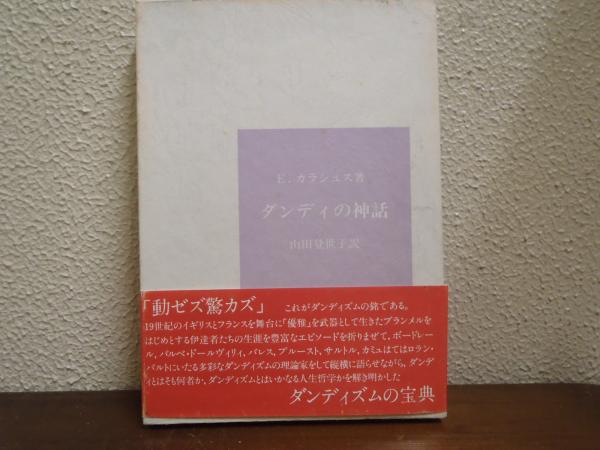 E. カラシュス著
ダンディの神話
山田登世子訳
「動ゼズ驚カズ」 これがダンディズムの銘である。
19世紀のイギリスとフランスを舞台に「優雅」を武器として生きたブランメルを
はじめとする伊達者たちの生涯を豊富なエピソードを折りまぜて、ボードレー
ル，バルベ・ドールヴィリィ，バレス，プルースト，サルトル，カミュはてはロラン・
バルトにいたる多彩なダンディズムの理論家をして縦横に語らせながら，ダンデ
ィとはそも何者か，ダンディズムとはいかなる人生哲学かを解き明かした
ダンディズムの宝典